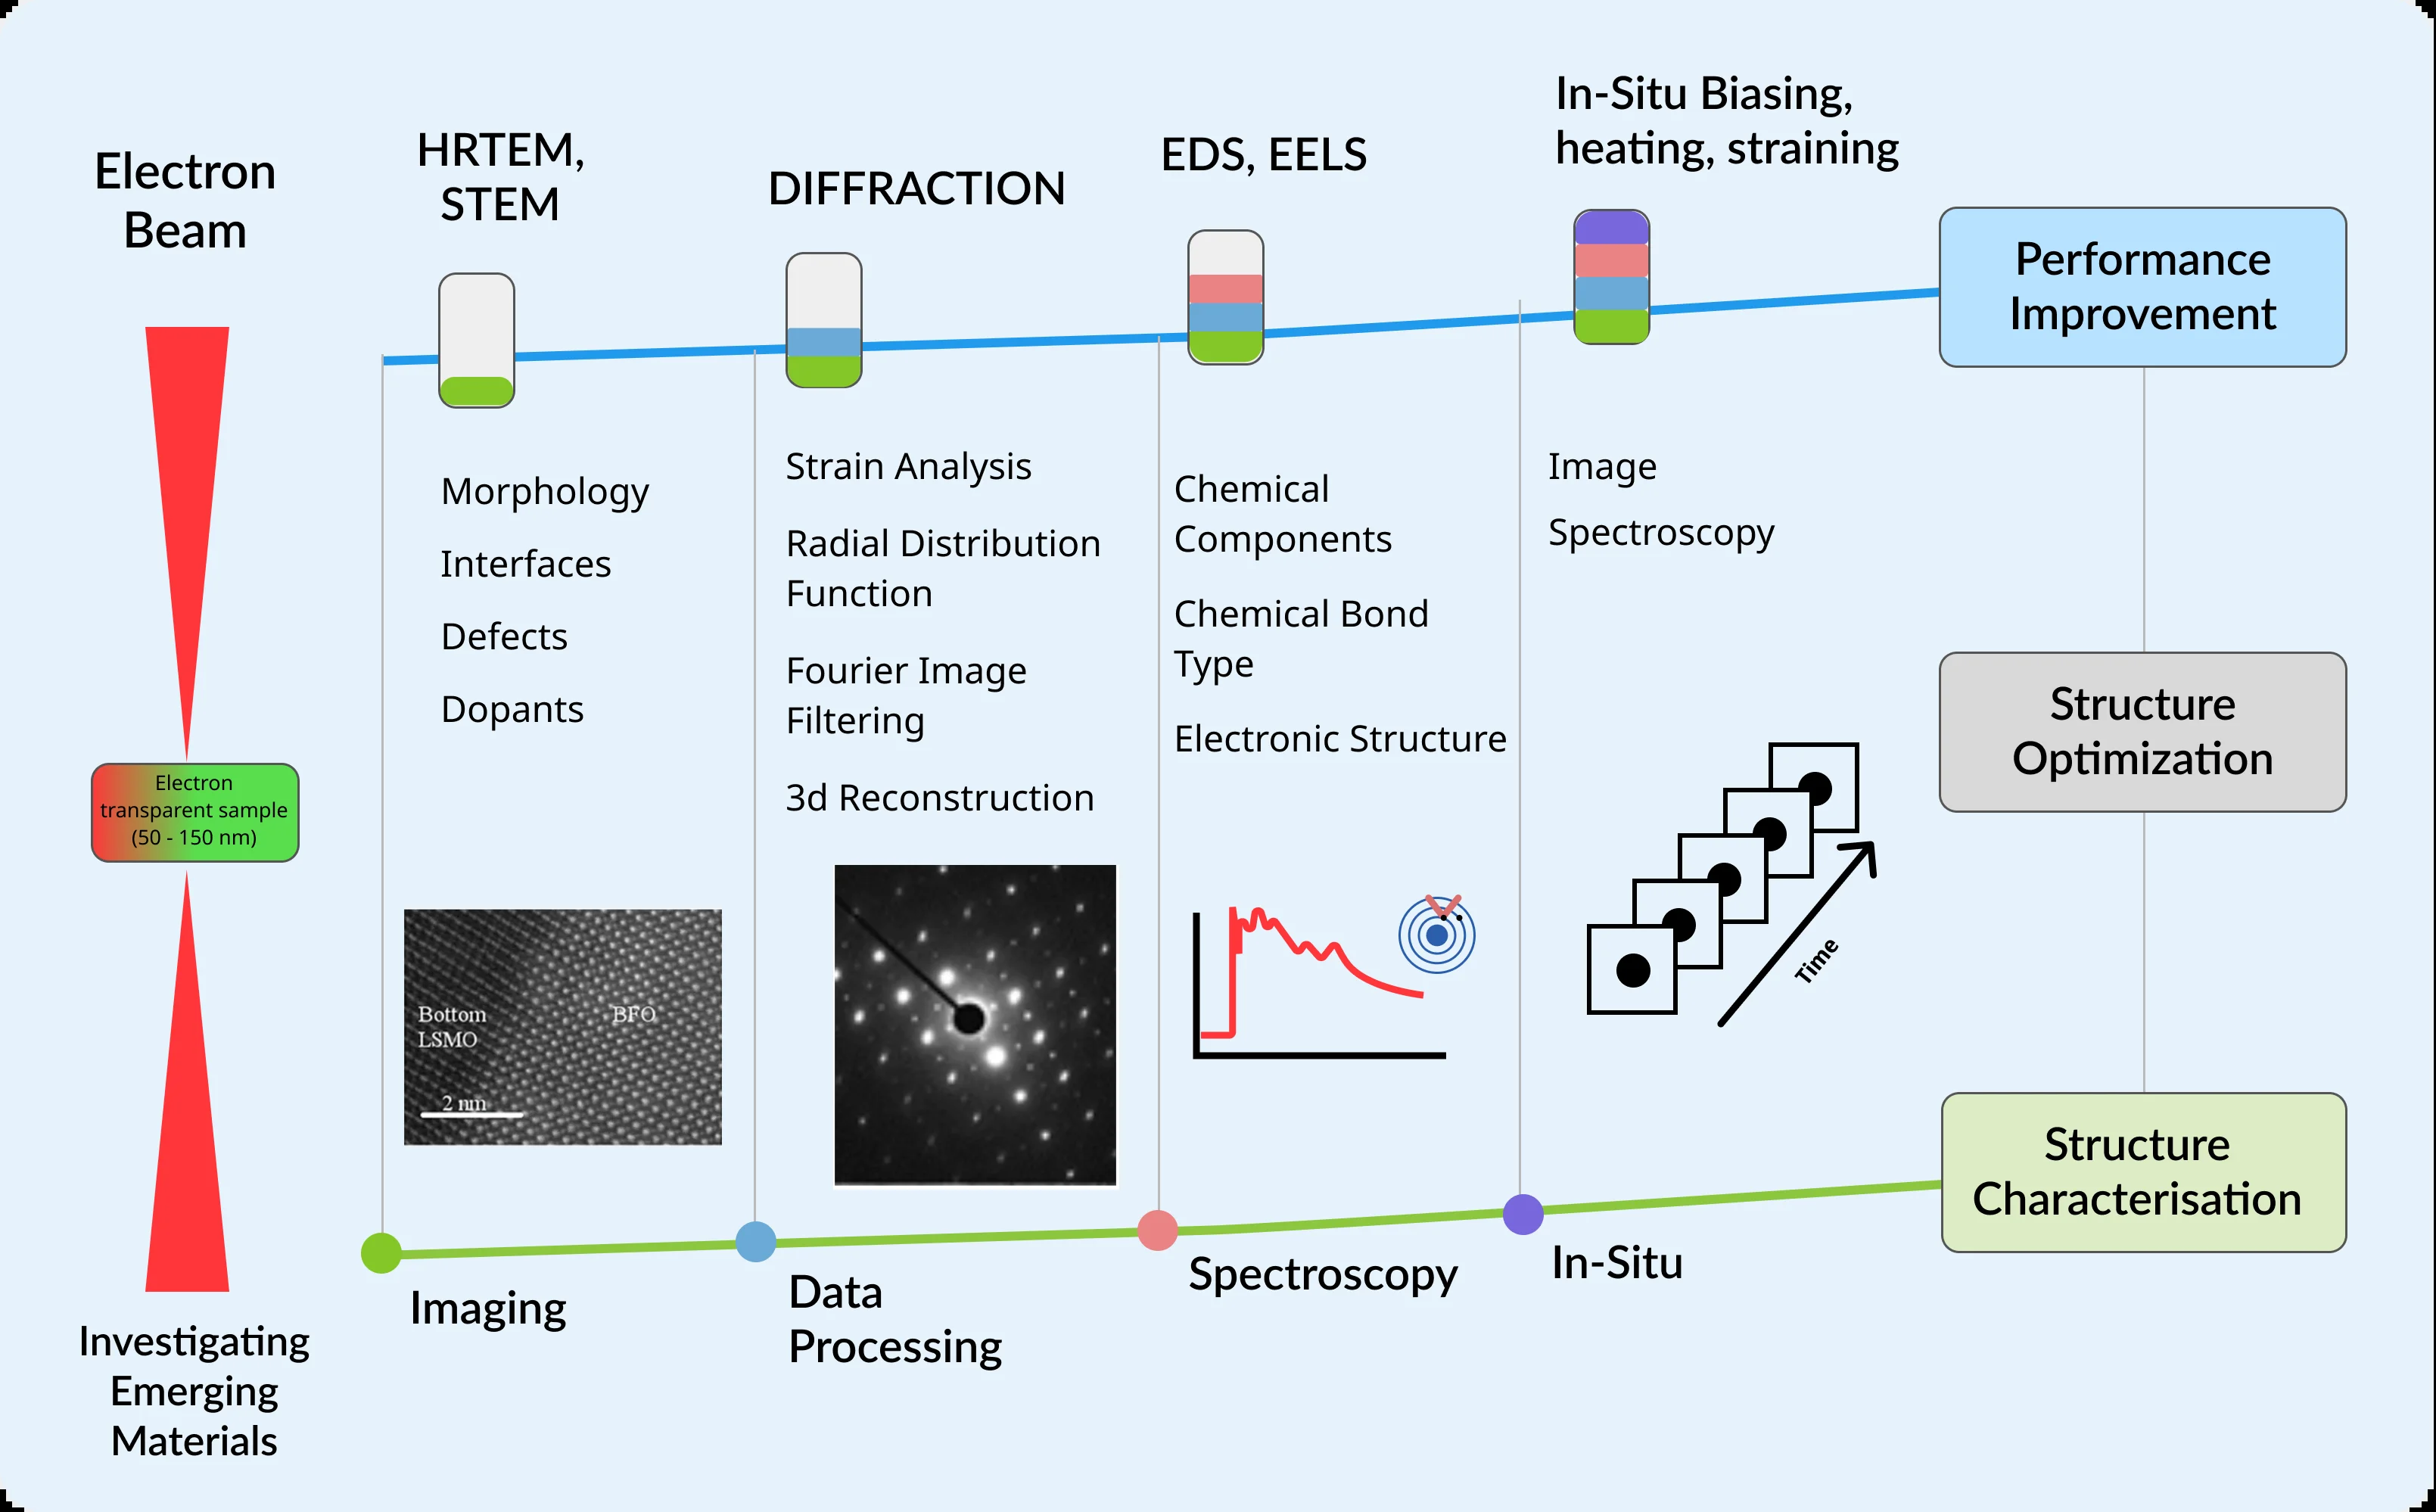 Electron
Beam
Electron
transparent sample
(50 - 150 nm)
Investigating
Emerging
Materials
HRTEM,
STEM
Morphology
Interfaces
Defects
Dopants
Bottom
LSMO
BFO
2 nm
Imaging
DIFFRACTION
Strain Analysis
Radial Distribution
Function
Fourier Image
Filtering
3d Reconstruction
Data
Processing
EDS, EELS
Chemical
Components
Chemical Bond
Type
Electronic Structure
Spectroscopy
In-Situ Biasing,
heating, straining
Image
Spectroscopy
Time
In-Situ
Performance
Improvement
Structure
Optimization
Structure
Characterisation